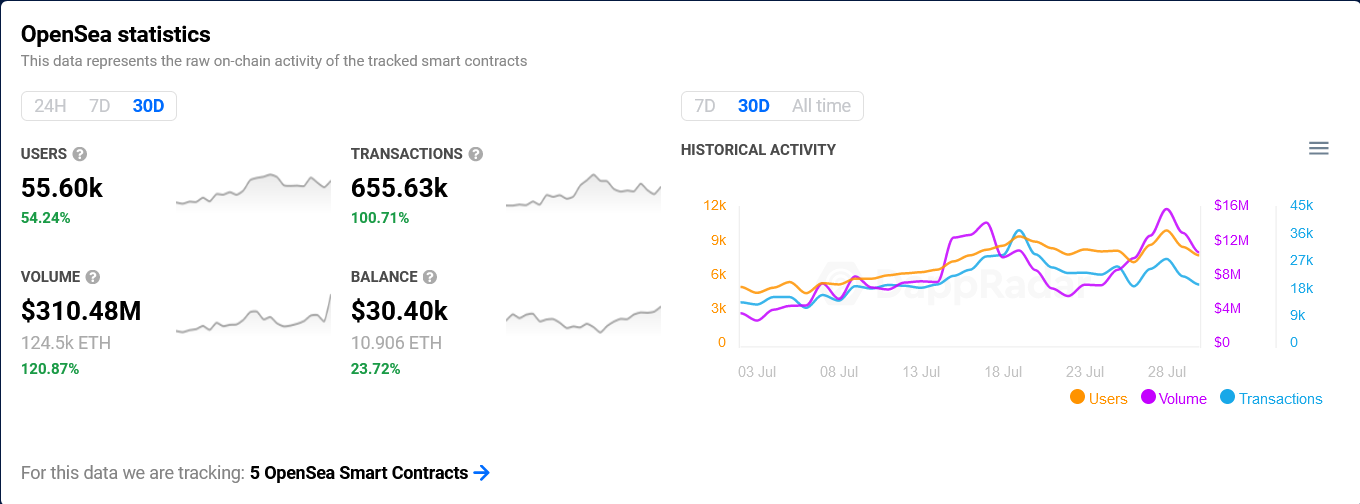 OpenSea statistics
This data represents the raw on-chain activity of the tracked smart contracts
24H 7D 30D
7D 30D All time
USERS ?
55.60k
54.24%
TRANSACTIONS ?
655.63k
100.71%
HISTORICAL ACTIVITY
VOLUME ?
$310.48M
124.5k ETH
120.87%
BALANCE ?
$30.40k
10.906 ETH
23.72%
12k
9k
6k
3k
0
$16M
$12M
$8M
$4M
$0
45k
36k
27k
18k
9k
0
03 Jul 08 Jul 13 Jul 18 Jul 23 Jul 28 Jul
Users Volume Transactions
For this data we are tracking: 5 OpenSea Smart Contracts →